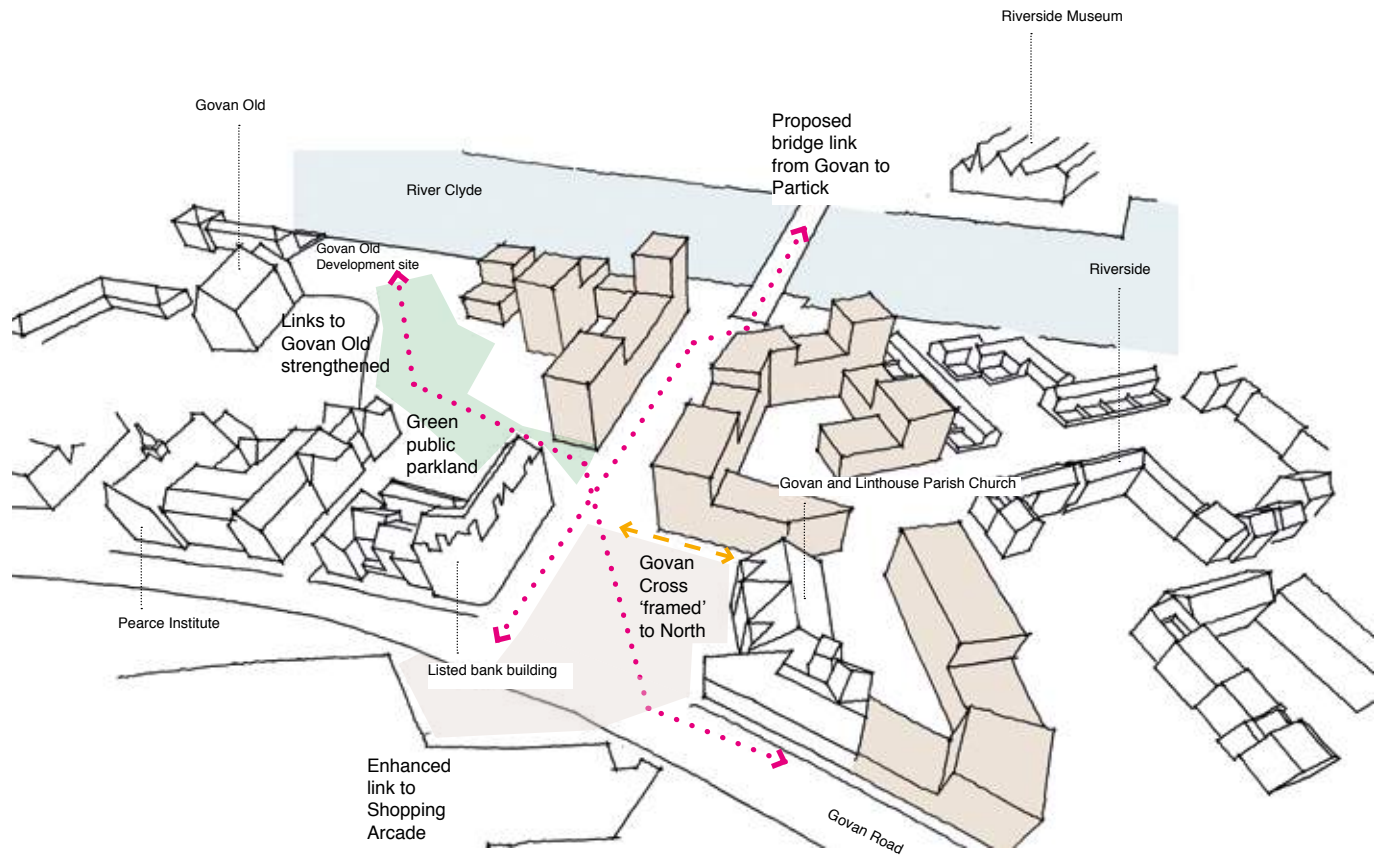 Riverside Museum
Govan Old
Proposed
bridge link
from Govan to
Partick
River Clyde
Govan Old
Development site
Riverside
Links to
Govan Old
strengthened
Green
public
parkland
Govan and Linthouse Parish Church
Govan
Cross
‘framed’
to North
Pearce Institute
Listed bank building
Enhanced
link to
Shopping
Arcade
Govan Road